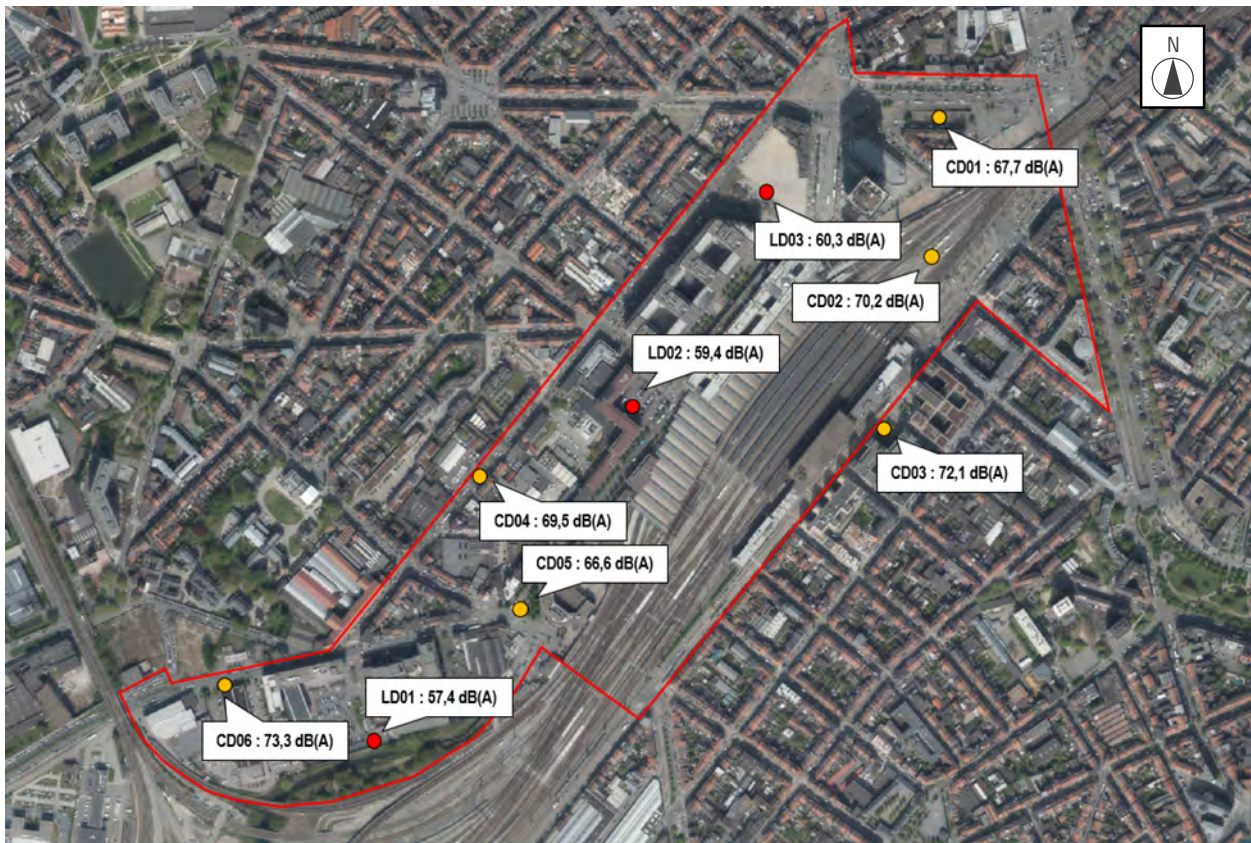 N
CD01 : 67,7 dB(A)
LD03 : 60,3 dB(A)
CD02 : 70,2 dB(A)
LD02 : 59,4 dB(A)
CD03 : 72,1 dB(A)
CD04 : 69,5 dB(A)
CD05 : 66,6 dB(A)
LD01 : 57,4 dB(A)
CD06 : 73,3 dB(A)